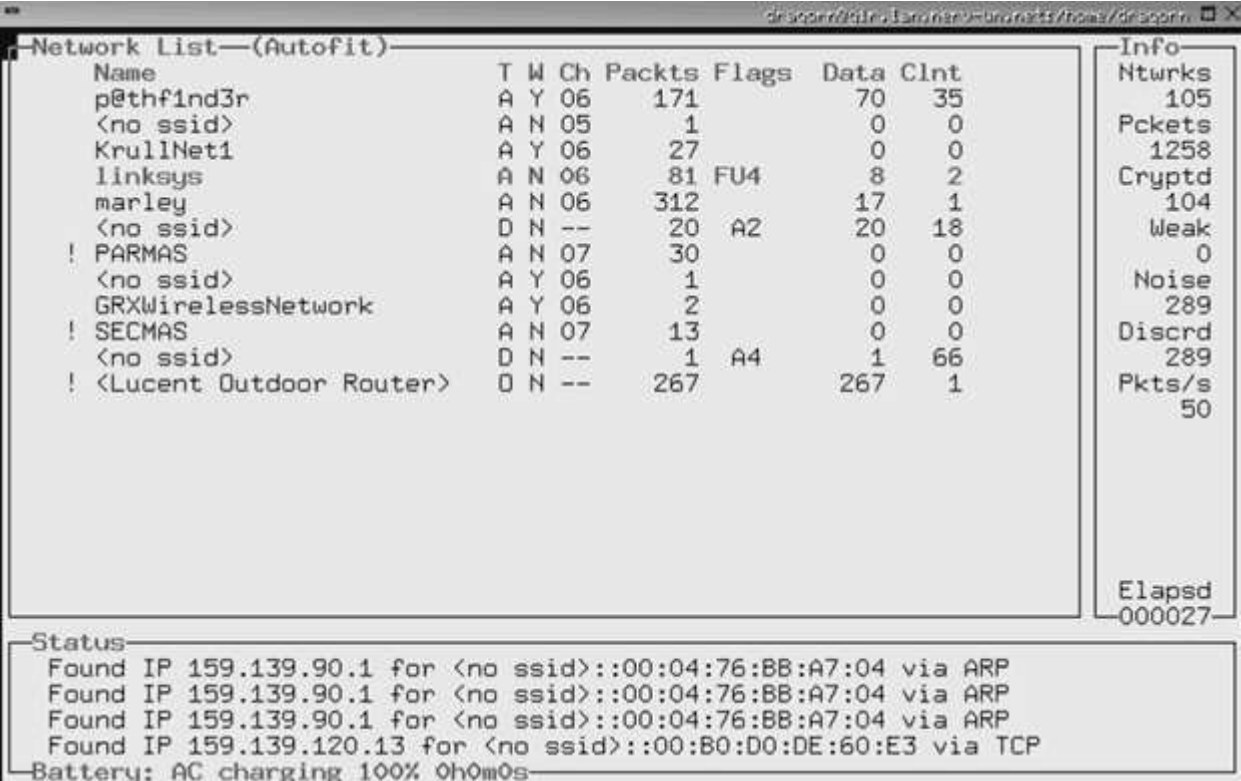 Network List—(Autofit)
Name T W Ch Packts Flags Data Clnt
p@thf1nd3r A Y 06 171 70 35
<no ssid> A N 05 1 0 0
KrullNet1 A Y 06 27 0 0
linksys A N 06 81 FU4 8 2
marley A N 06 312 17 1
<no ssid> D N -- 20 A2 20 18
! PARMAS A N 07 30 0 0
<no ssid> A Y 06 1 0 0
GRXWirelessNetwork A Y 06 2 0 0
! SECMAS A N 07 13 0 0
<no ssid> D N -- 1 A4 1 66
! <Lucent Outdoor Router> O N -- 267 267 1
Info
Ntwrks
105
Pckets
1258
Cryptd
104
Weak
0
Noise
289
Discrd
289
Pkts/s
50
Elapsd
000027
Status
Found IP 159.139.90.1 for <no ssid>::00:04:76:BB:A7:04 via ARP
Found IP 159.139.90.1 for <no ssid>::00:04:76:BB:A7:04 via ARP
Found IP 159.139.90.1 for <no ssid>::00:04:76:BB:A7:04 via ARP
Found IP 159.139.120.13 for <no ssid>::00:B0:D0:DE:60:E3 via TCP
Battery: AC charging 100% 0h0m0s